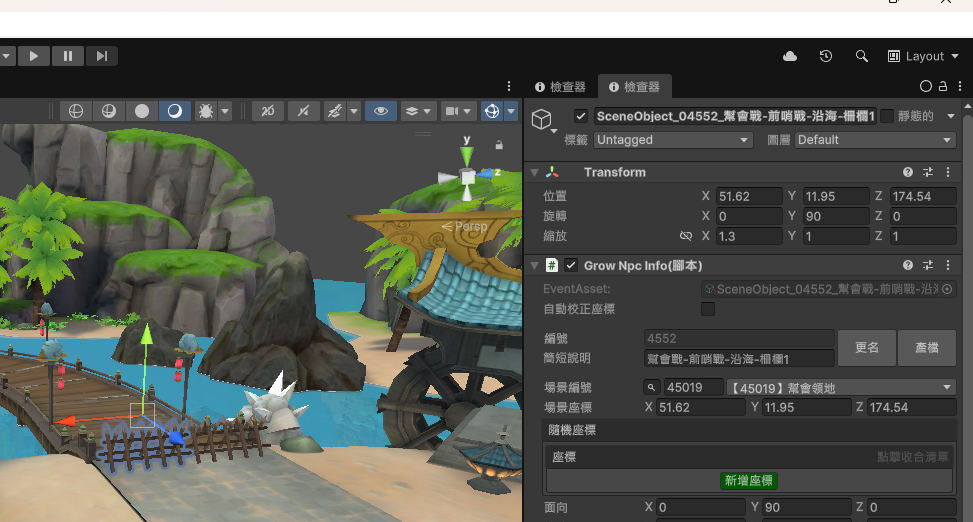 Layout
檢查器
檢查器
2D
SceneObject_04552_幫會戰-前哨戰-沿海-柵欄1
靜態的
標籤 Untagged 圖層 Default
y
z
Persp
Transform
位置 X 51.62 Y 11.95 Z 174.54
旋轉 X 0 Y 90 Z 0
縮放 X 1.3 Y 1 Z 1
# Grow Npc Info(腳本)
EventAsset: SceneObject_04552_幫會戰-前哨戰-沿
自動校正座標
編號 4552
簡短說明 幫會戰-前哨戰-沿海-柵欄1
更名 產檔
場景編號 45019 【45019】幫會領地
場景座標 X 51.62 Y 11.95 Z 174.54
隨機座標
座標 點擊收合清單
新增座標
面向 X 0 Y 90 Z 0